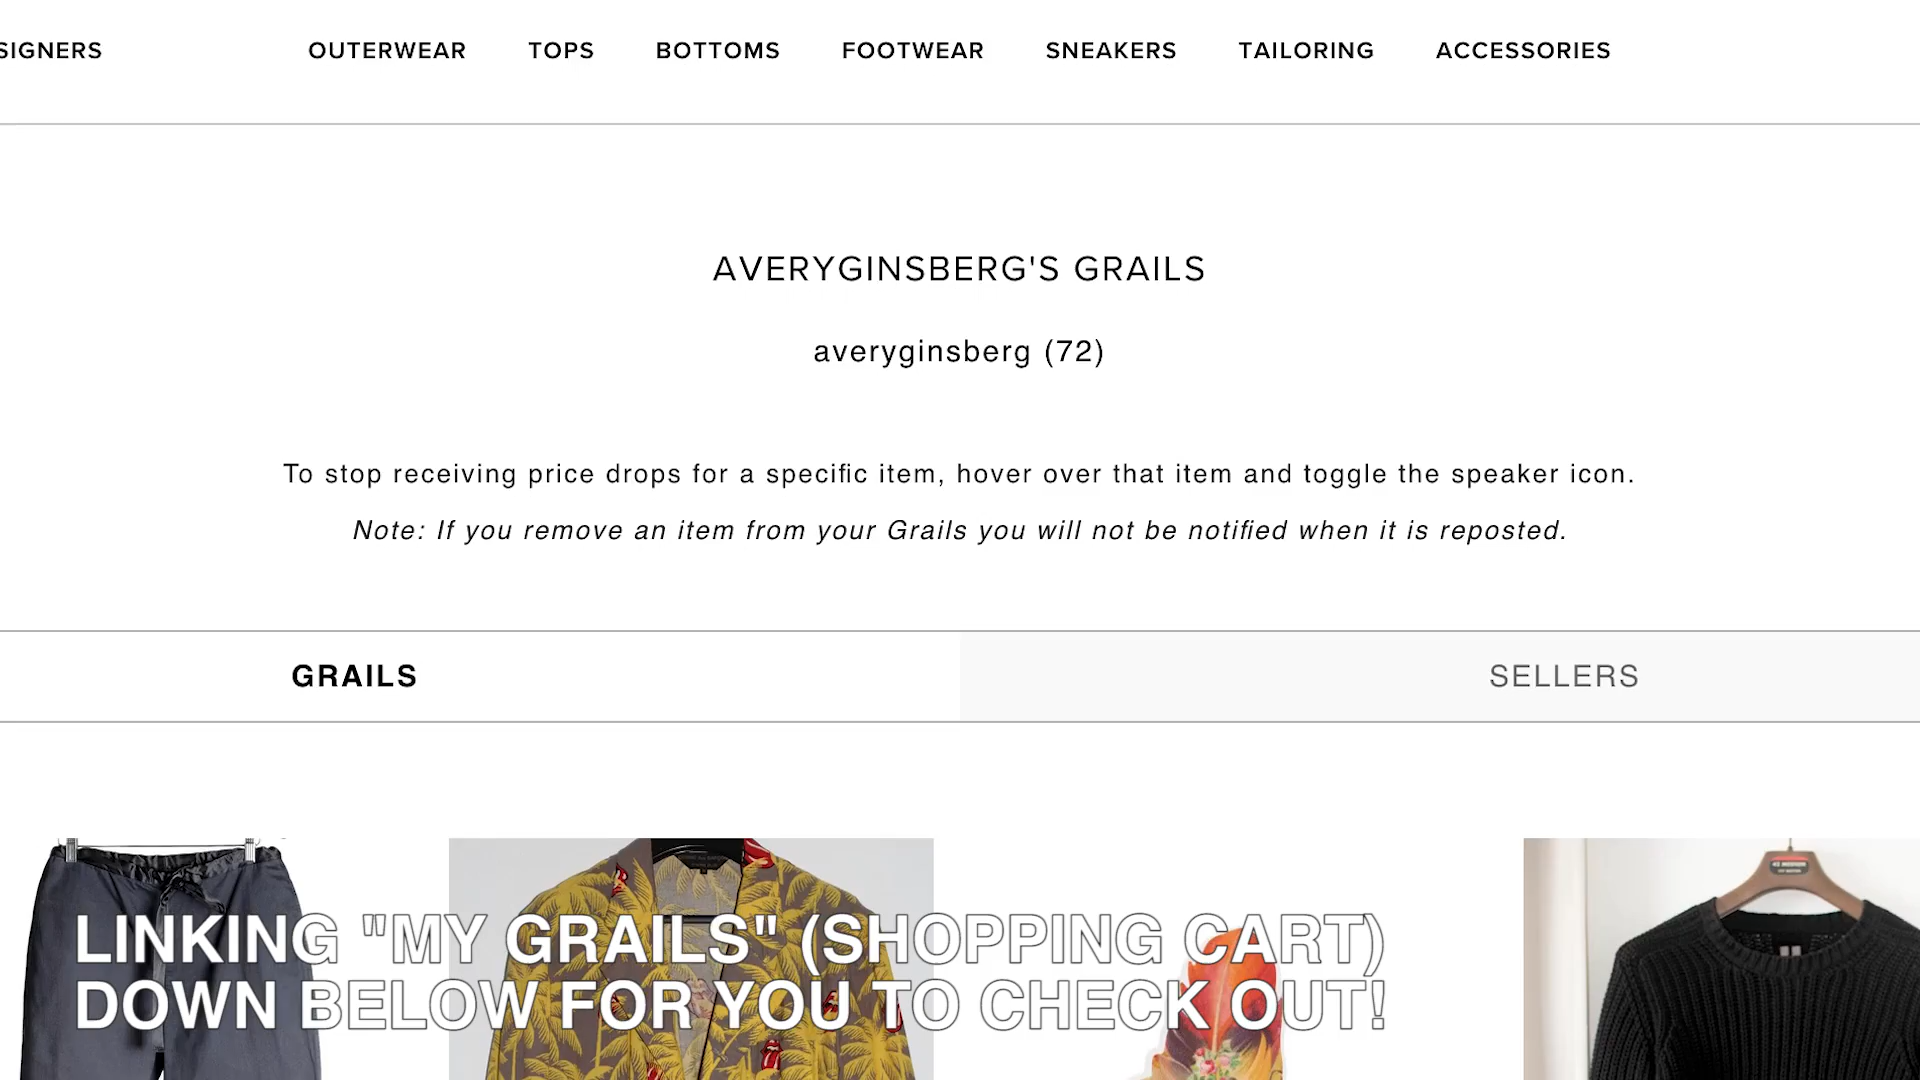 SIGNERS OUTERWEAR TOPS BOTTOMS FOOTWEAR SNEAKERS TAILORING ACCESSORIES
AVERYGINSBERG'S GRAILS
averyginsberg (72)
To stop receiving price drops for a specific item, hover over that item and toggle the speaker icon.
Note: If you remove an item from your Grails you will not be notified when it is reposted.
GRAILS SELLERS
LINKING "MY GRAILS" (SHOPPING CART)
DOWN BELOW FOR YOU TO CHECK OUT!